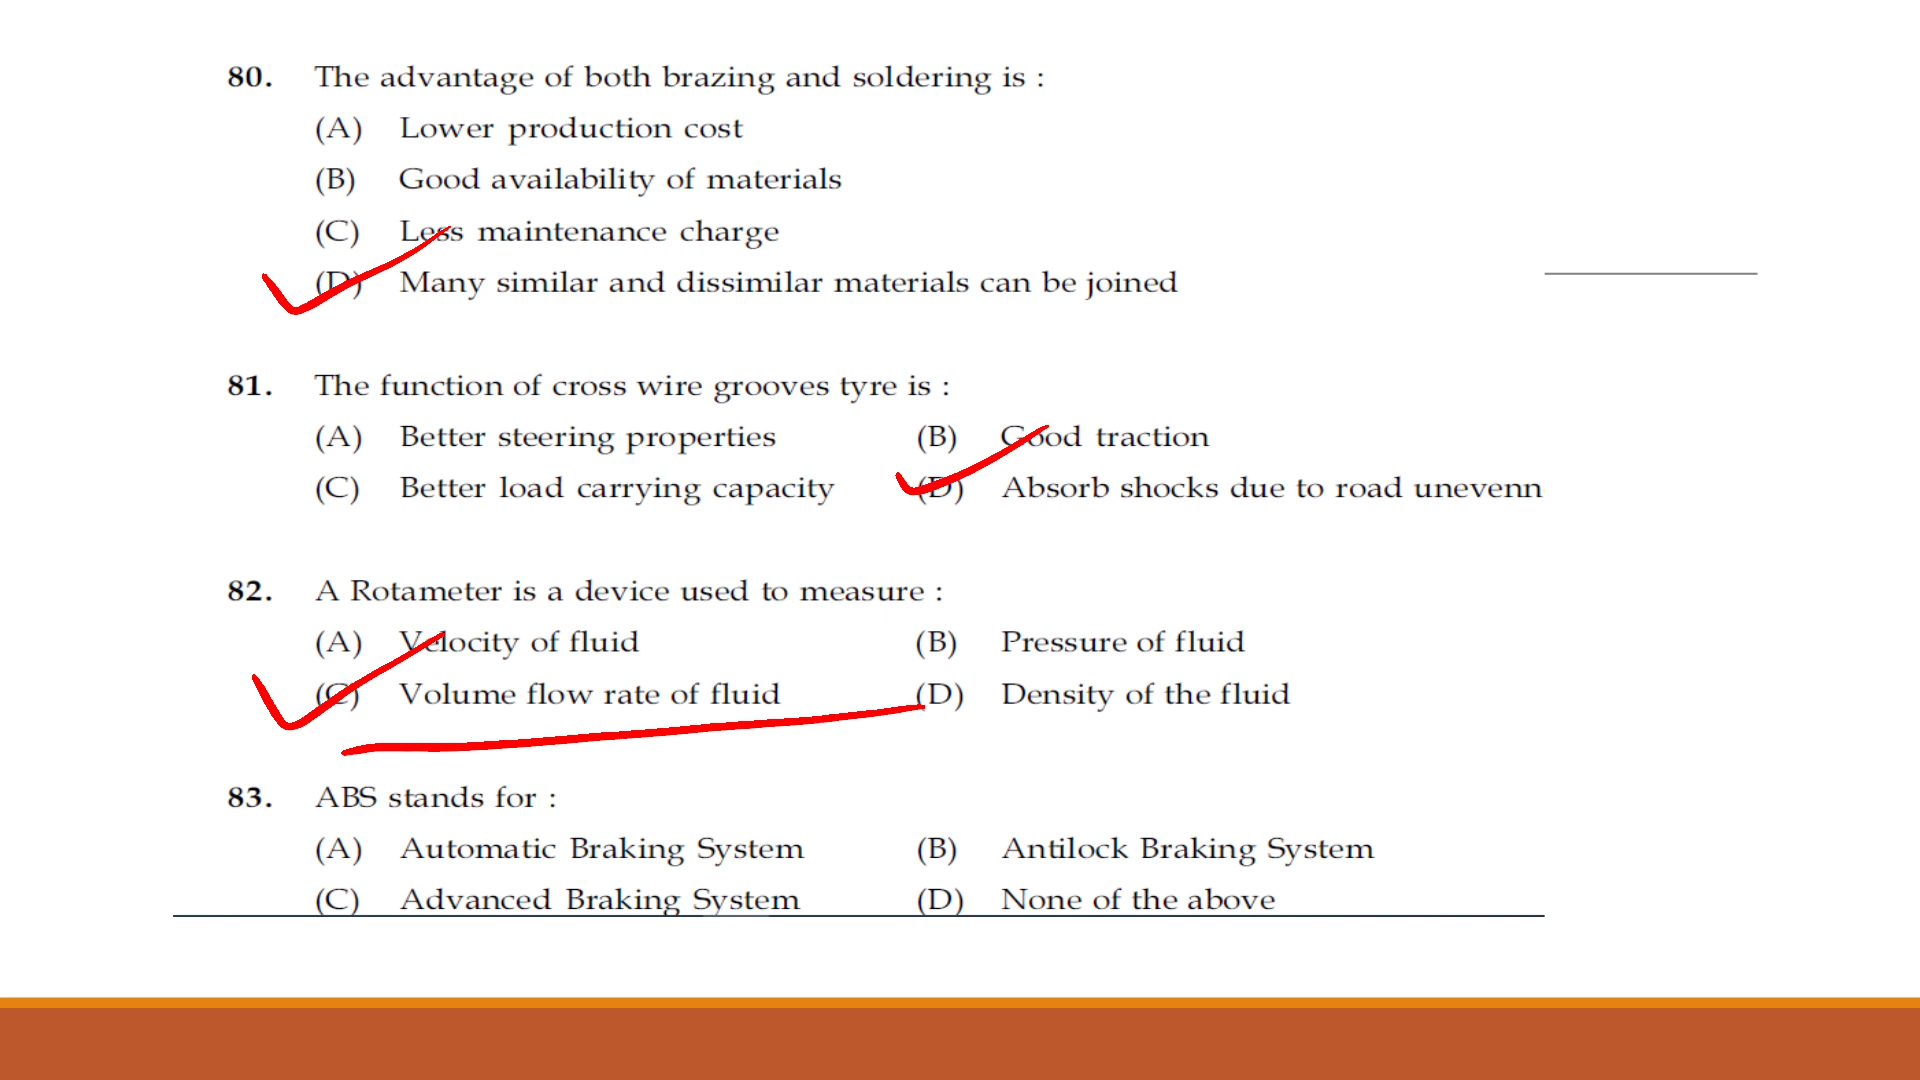 80. The advantage of both brazing and soldering is :
(A) Lower production cost
(B) Good availability of materials
(C) Less maintenance charge
(D) Many similar and dissimilar materials can be joined
81. The function of cross wire grooves tyre is :
(A) Better steering properties (B) Good traction
(C) Better load carrying capacity (D) Absorb shocks due to road unevenn
82. A Rotameter is a device used to measure :
(A) Velocity of fluid (B) Pressure of fluid
(C) Volume flow rate of fluid (D) Density of the fluid
83. ABS stands for :
(A) Automatic Braking System (B) Antilock Braking System
(C) Advanced Braking System (D) None of the above